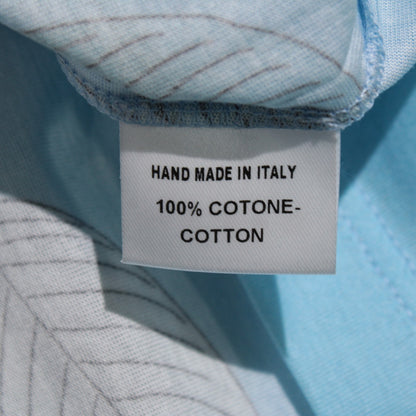 HAND MADE IN ITALY
100% COTONE-
COTTON